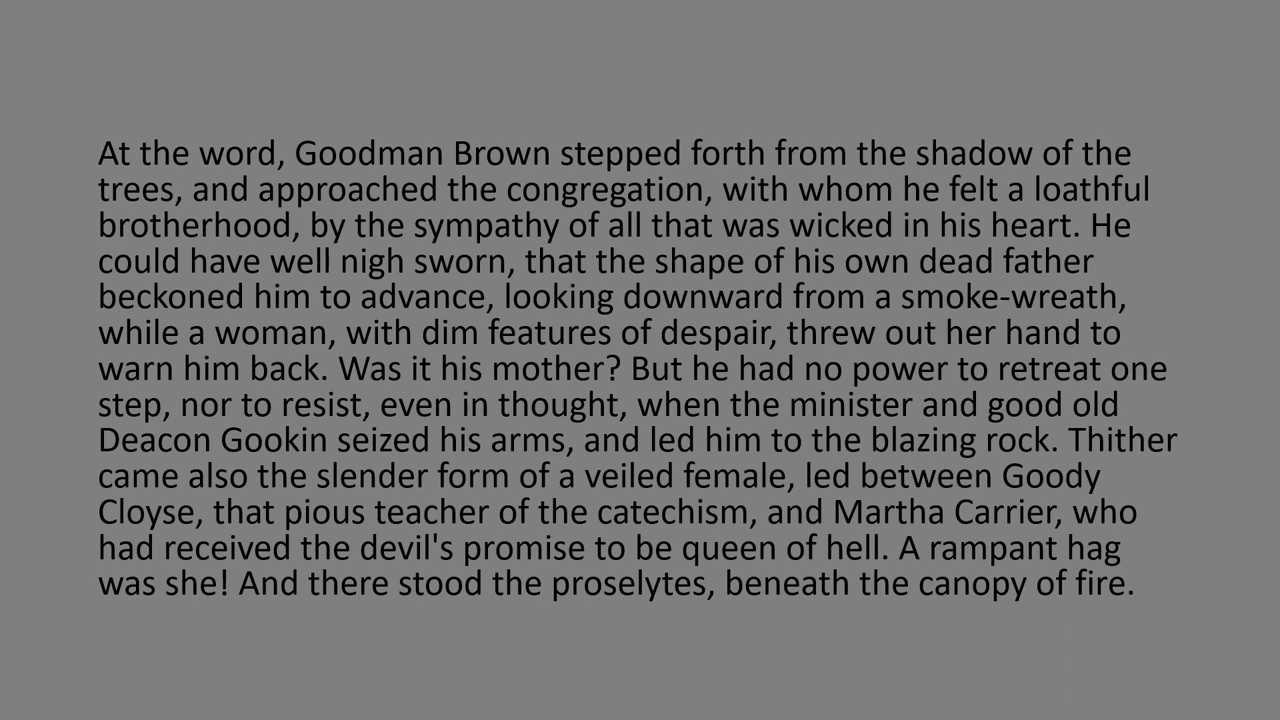 At the word, Goodman Brown stepped forth from the shadow of the
trees, and approached the congregation, with whom he felt a loathful
brotherhood, by the sympathy of all that was wicked in his heart. He
could have well nigh sworn, that the shape of his own dead father
beckoned him to advance, looking downward from a smoke-wreath,
while a woman, with dim features of despair, threw out her hand to
warn him back. Was it his mother? But he had no power to retreat one
step, nor to resist, even in thought, when the minister and good old
Deacon Gookin seized his arms, and led him to the blazing rock. Thither
came also the slender form of a veiled female, led between Goody
Cloyse, that pious teacher of the catechism, and Martha Carrier, who
had received the devil's promise to be queen of hell. A rampant hag
was she! And there stood the proselytes, beneath the canopy of fire.